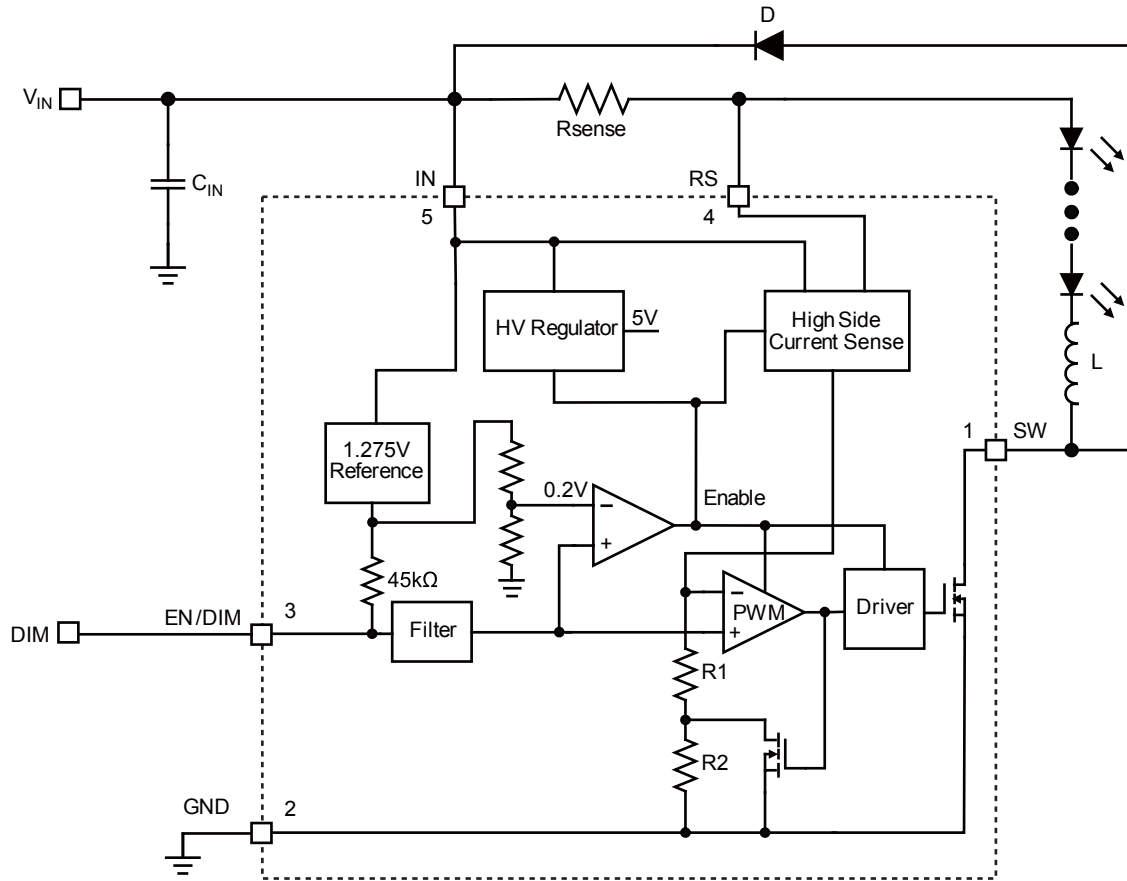 D
VIN
Rsense
CIN
IN
RS
5
4
HV Regulator
5V
High Side
Current Sense
L
1
SW
1.275V
Reference
0.2V
−
+
Enable
45kΩ
EN/DIM
3
DIM
Filter
−
PWM
+
Driver
R1
R2
GND
2